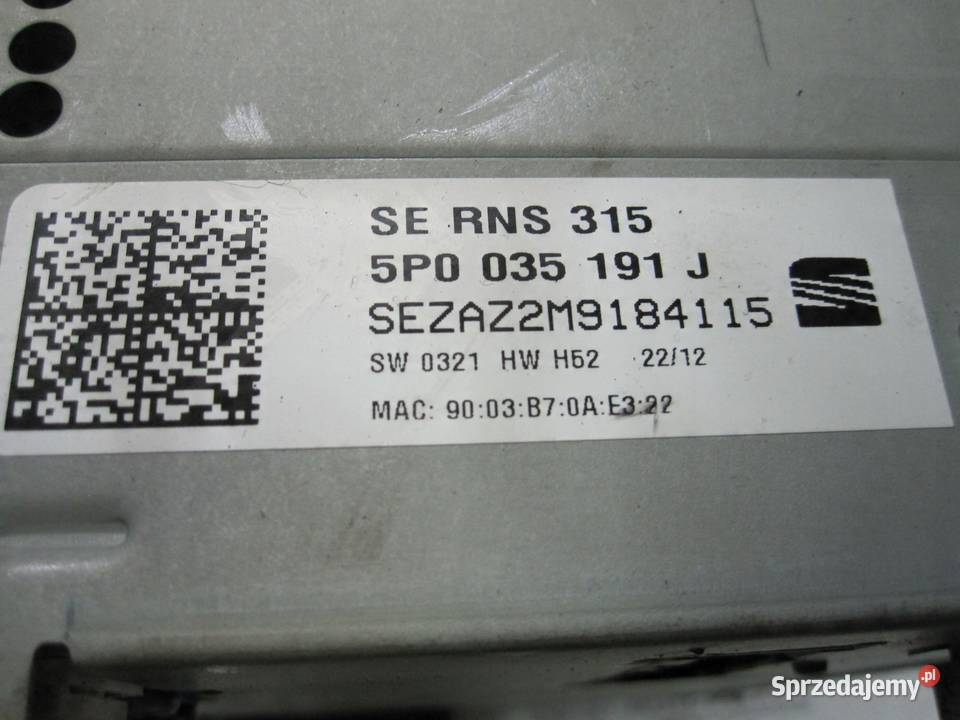 SE RNS 315
5P0 035 191 J
SEZAZ2M9184115
SW 0321 HW H52 22/12
MAC: 90:03:B7:0A:E3:22
Sprzedajemy.pl